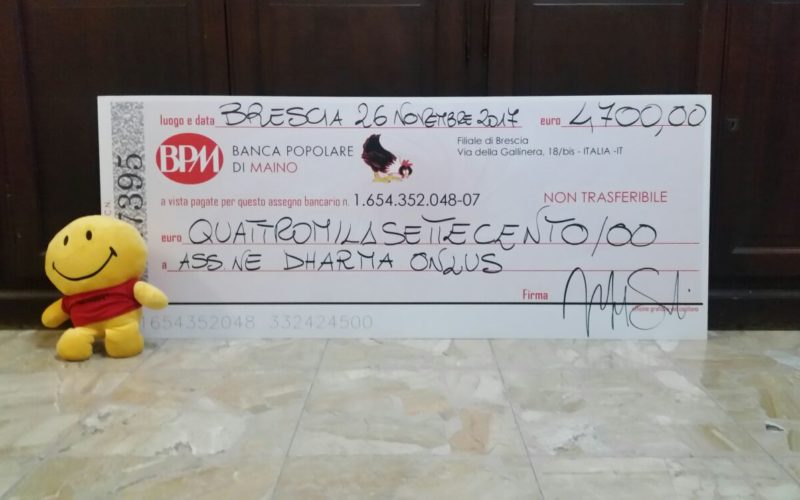 luogo e data BRESCIA 26 NOVEMBRE 2017 euro 4700,00
BPM BANCA POPOLARE DI MAINO
Filiale di Brescia
Via della Gallinera, 18/bis - ITALIA -IT
a vista pagate per questo assegno bancario n. 1.654.352.048-07 NON TRASFERIBILE
euro QUATTROMILASETTECENTO/00
a ASS.NE DHARMA ONLUS
Firma
1654352048 332424500
7395
C.N.